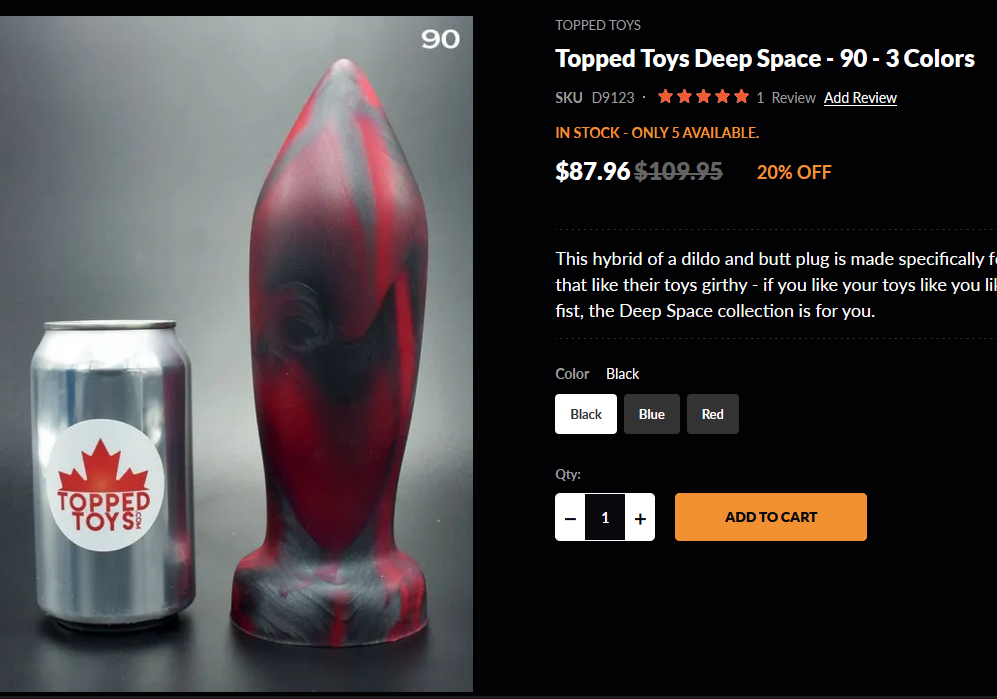 90
TOPPED
TOYS
.COM
TOPPED TOYS
Topped Toys Deep Space - 90 - 3 Colors
SKU D9123 · 1 Review Add Review
IN STOCK - ONLY 5 AVAILABLE.
$87.96 $109.95 20% OFF
This hybrid of a dildo and butt plug is made specifically
that like their toys girthy - if you like your toys like you
fist, the Deep Space collection is for you.
Color Black
Black Blue Red
Qty:
− 1 + ADD TO CART